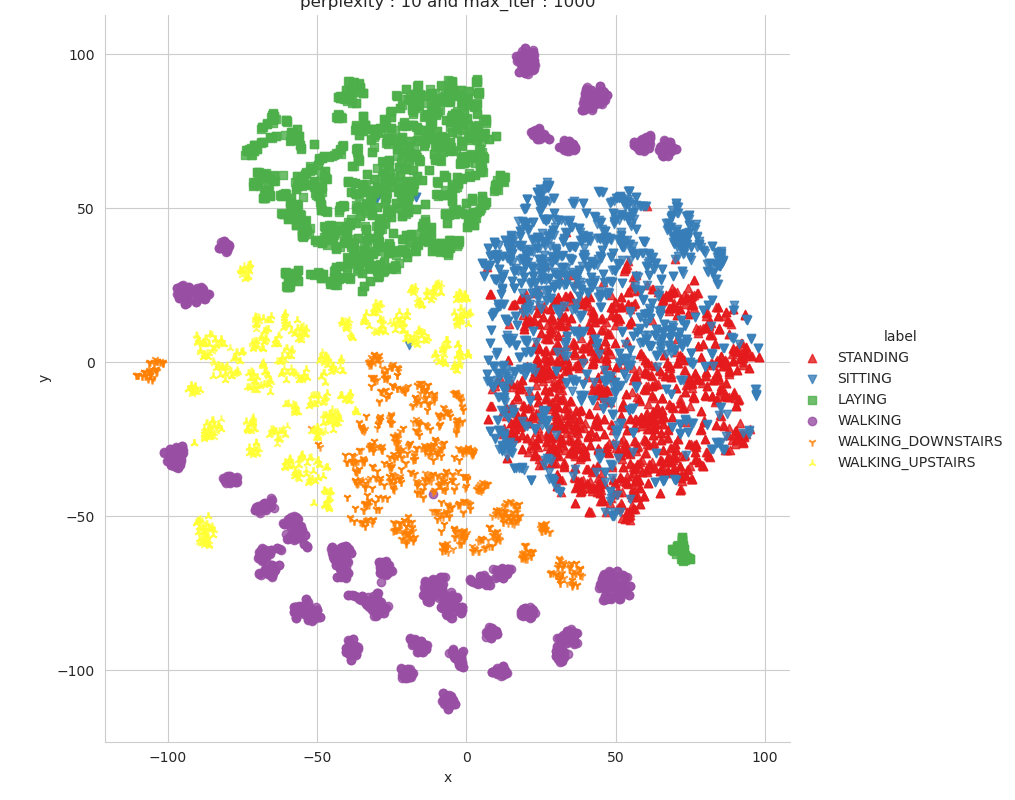 perplexity : 10 and max_iter : 1000
100
50
0
−50
−100
y
−100
−50
0
50
100
x
label
STANDING
SITTING
LAYING
WALKING
WALKING_DOWNSTAIRS
WALKING_UPSTAIRS